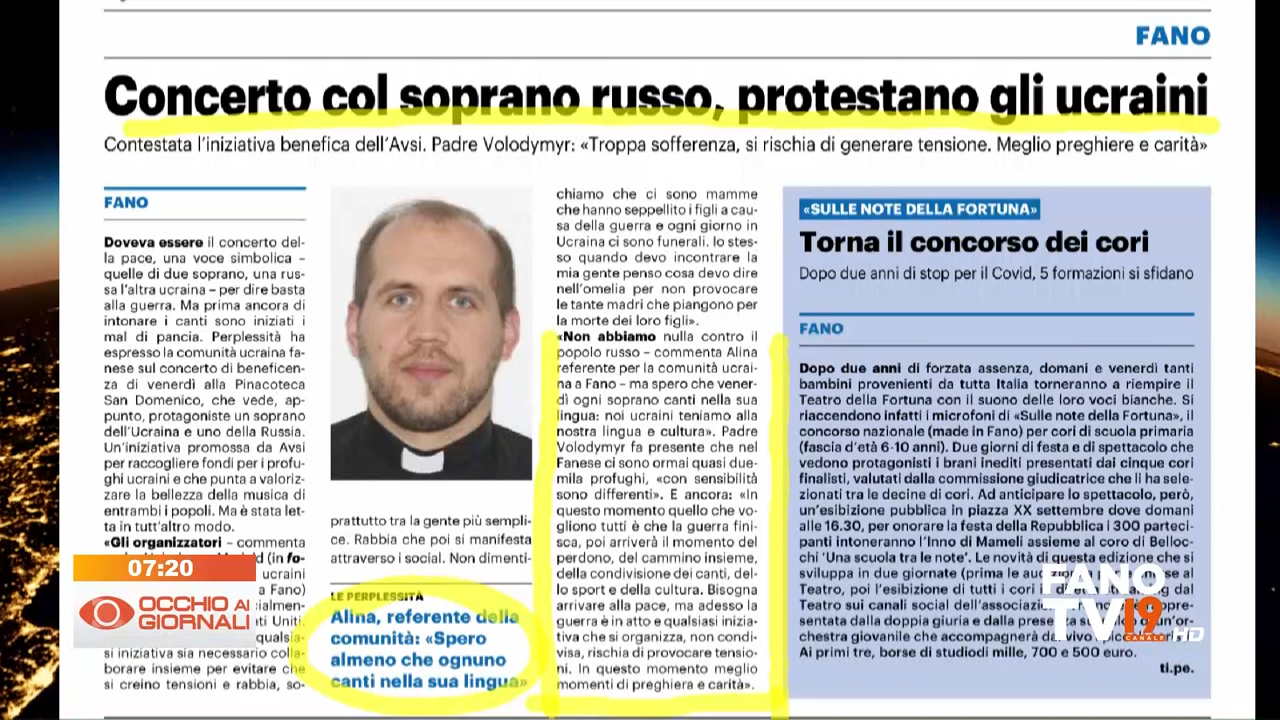 FANO
Concerto col soprano russo, protestano gli ucraini
Contestata l'iniziativa benefica dell'Avsi. Padre Volodymyr: «Troppa sofferenza, si rischia di generare tensione. Meglio preghiere e carità»
FANO
Doveva essere il concerto del-
la pace, una voce simbolica –
quelle di due soprano, una rus-
sa l'altra ucraina – per dire basta
alla guerra. Ma prima ancora di
intonare i canti sono iniziati i
mal di pancia. Perplessità ha
espresso la comunità ucraina fa-
nese sul concerto di beneficen-
za di venerdì alla Pinacoteca
San Domenico, che vede, ap-
punto, protagoniste un soprano
dell'Ucraina e uno della Russia.
Un'iniziativa promossa da Avsi
per raccogliere fondi per i profu-
ghi ucraini e che punta a valoriz-
zare la bellezza della musica di
entrambi i popoli. Ma è stata let-
ta in tutt'altro modo.
«Gli organizzatori – commenta
(in fo-
ucraini
a Fano)
cialmen-
ti Uniti.
qualsia-
si iniziativa sia necessario colla-
borare insieme per evitare che
si creino tensioni e rabbia, so-
prattutto tra la gente più sempli-
ce. Rabbia che poi si manifesta
attraverso i social. Non dimenti-
LE PERPLESSITÀ
Alina, referente della
comunità: «Spero
almeno che ognuno
canti nella sua lingua»
chiamo che ci sono mamme
che hanno seppellito i figli a cau-
sa della guerra e ogni giorno in
Ucraina ci sono funerali. Io stes-
so quando devo incontrare la
mia gente penso cosa devo dire
nell'omelia per non provocare
le tante madri che piangono per
la morte dei loro figli».
«Non abbiamo nulla contro il
popolo russo – commenta Alina
referente per la comunità ucrai-
na a Fano – ma spero che vener-
dì ogni soprano canti nella sua
lingua: noi ucraini teniamo alla
nostra lingua e cultura». Padre
Volodymyr fa presente che nel
Fanese ci sono ormai quasi due-
mila profughi, «con sensibilità
sono differenti». E ancora: «In
questo momento quello che vo-
gliono tutti è che la guerra fini-
sca, poi arriverà il momento del
perdono, del cammino insieme,
della condivisione dei canti, del-
lo sport e della cultura. Bisogna
arrivare alla pace, ma adesso la
guerra è in atto e qualsiasi inizia-
tiva che si organizza, non condi-
visa, rischia di provocare tensio-
ni. In questo momento meglio
momenti di preghiera e carità».
«SULLE NOTE DELLA FORTUNA»
Torna il concorso dei cori
Dopo due anni di stop per il Covid, 5 formazioni si sfidano
FANO
Dopo due anni di forzata assenza, domani e venerdì tanti
bambini provenienti da tutta Italia torneranno a riempire il
Teatro della Fortuna con il suono delle loro voci bianche. Si
riaccendono infatti i microfoni di «Sulle note della Fortuna», il
concorso nazionale (made in Fano) per cori di scuola primaria
(fascia d'età 6-10 anni). Due giorni di festa e di spettacolo che
vedono protagonisti i brani inediti presentati dai cinque cori
finalisti, valutati dalla commissione giudicatrice che li ha sele-
zionati tra le decine di cori. Ad anticipare lo spettacolo, però,
un'esibizione pubblica in piazza XX settembre dove domani
alle 16.30, per onorare la festa della Repubblica i 300 parteci-
panti intoneranno l'Inno di Mameli assieme al coro di Belloc-
chi 'Una scuola tra le note'. Le novità di questa edizione che si
sviluppa in due giornate (prima le al
Teatro, poi l'esibizione di tutti i cori dal
Teatro sui canali social
sentata dalla doppia giuria e dalla un'or-
chestra giovanile che accompagnerà
Ai primi tre, borse di studiodi mille, 700 e 500 euro.
ti.pe.
07:20
OCCHIO AI
GIORNALI
FANO
TV 19
CANALE HD